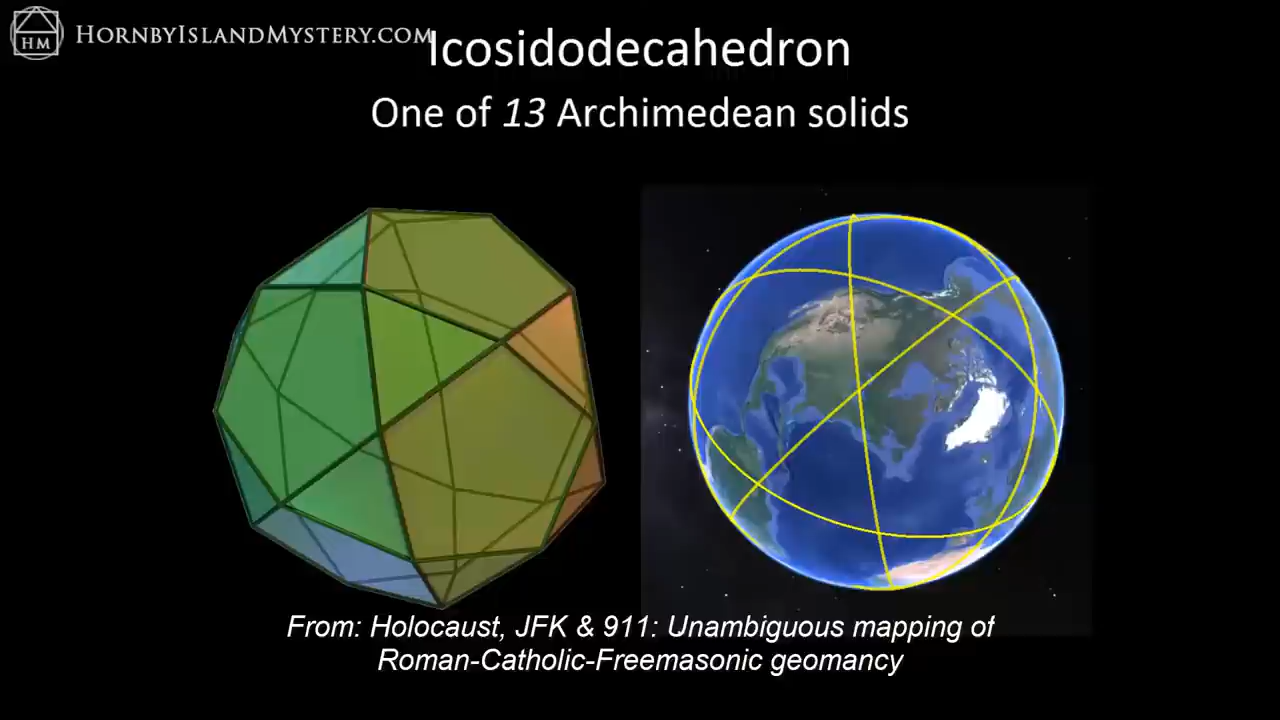 HM
HORNBYISLANDMYSTERY.COM
Icosidodecahedron
One of 13 Archimedean solids
From: Holocaust, JFK & 911: Unambiguous mapping of
Roman-Catholic-Freemasonic geomancy